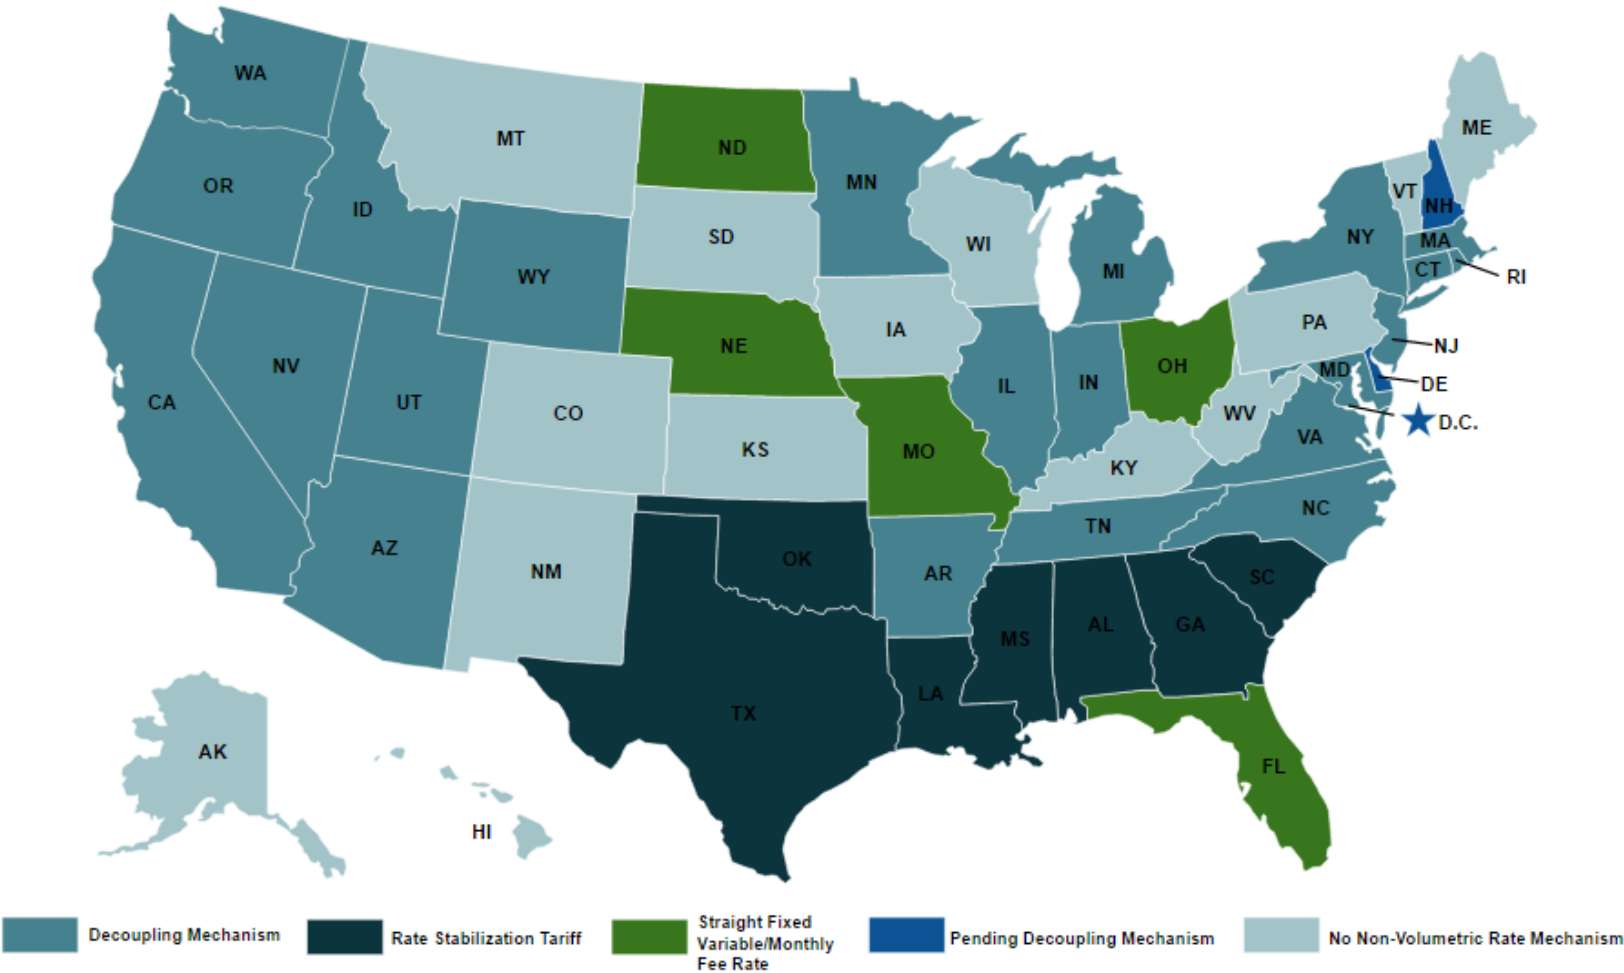 WA
MT
ME
ND
OR
MN
VT
NH
ID
SD
WI
NY
MA
CT
RI
WY
MI
IA
PA
NE
NJ
NV
OH
MD
DE
UT
IL
IN
CA
CO
WV
D.C.
KS
MO
VA
KY
NC
TN
AZ
OK
NM
AR
SC
MS
AL
GA
LA
TX
AK
FL
HI
Decoupling Mechanism
Rate Stabilization Tariff
Straight Fixed
Variable/Monthly
Fee Rate
Pending Decoupling Mechanism
No Non-Volumetric Rate Mechanism